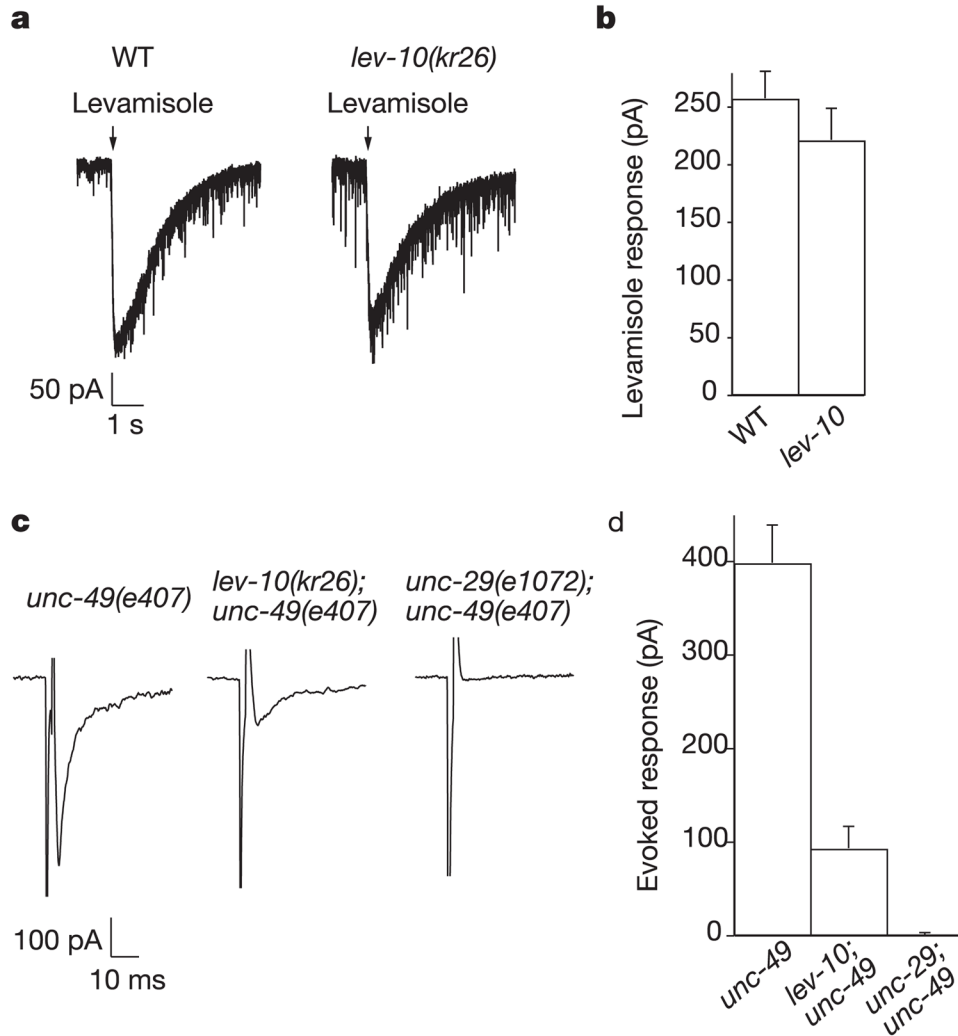 a
WT
lev-10(kr26)
Levamisole
Levamisole
50 pA
1 s
b
Levamisole response (pA)
250
200
150
100
50
0
WT
lev-10
c
unc-49(e407)
lev-10(kr26);
unc-49(e407)
unc-29(e1072);
unc-49(e407)
100 pA
10 ms
d
Evoked response (pA)
400
300
200
100
0
unc-49
lev-10;
unc-49
unc-29;
unc-49